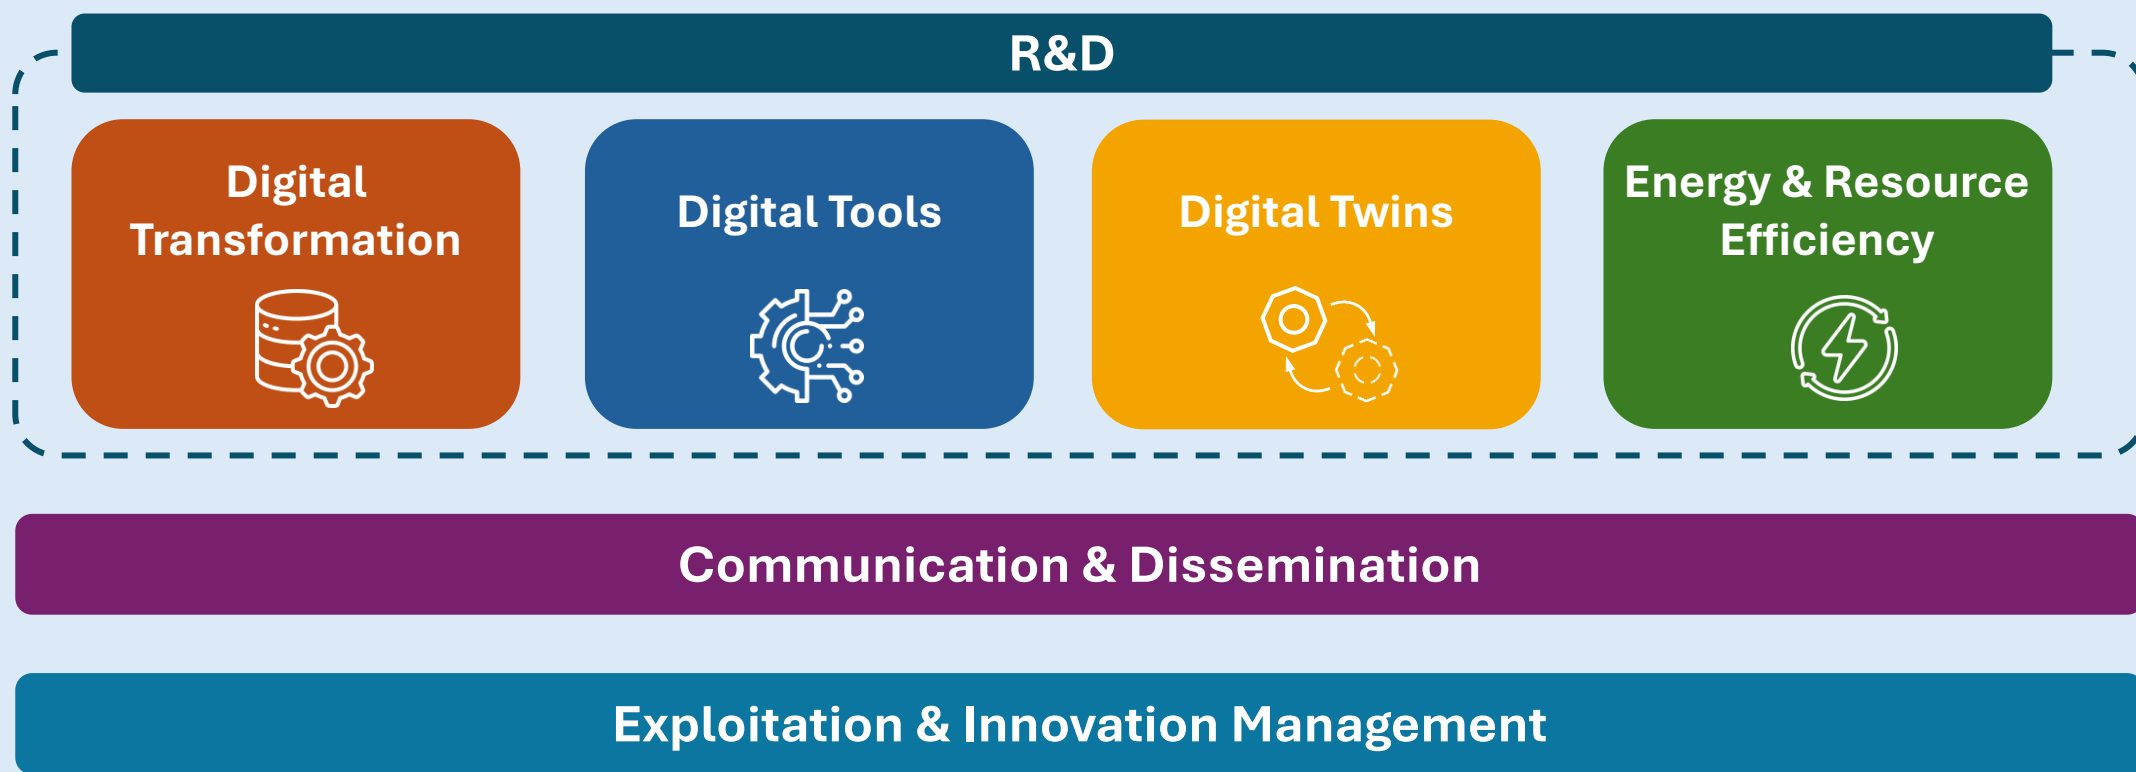 R&D
Digital
Transformation
Digital Tools
Digital Twins
Energy & Resource
Efficiency
Communication & Dissemination
Exploitation & Innovation Management